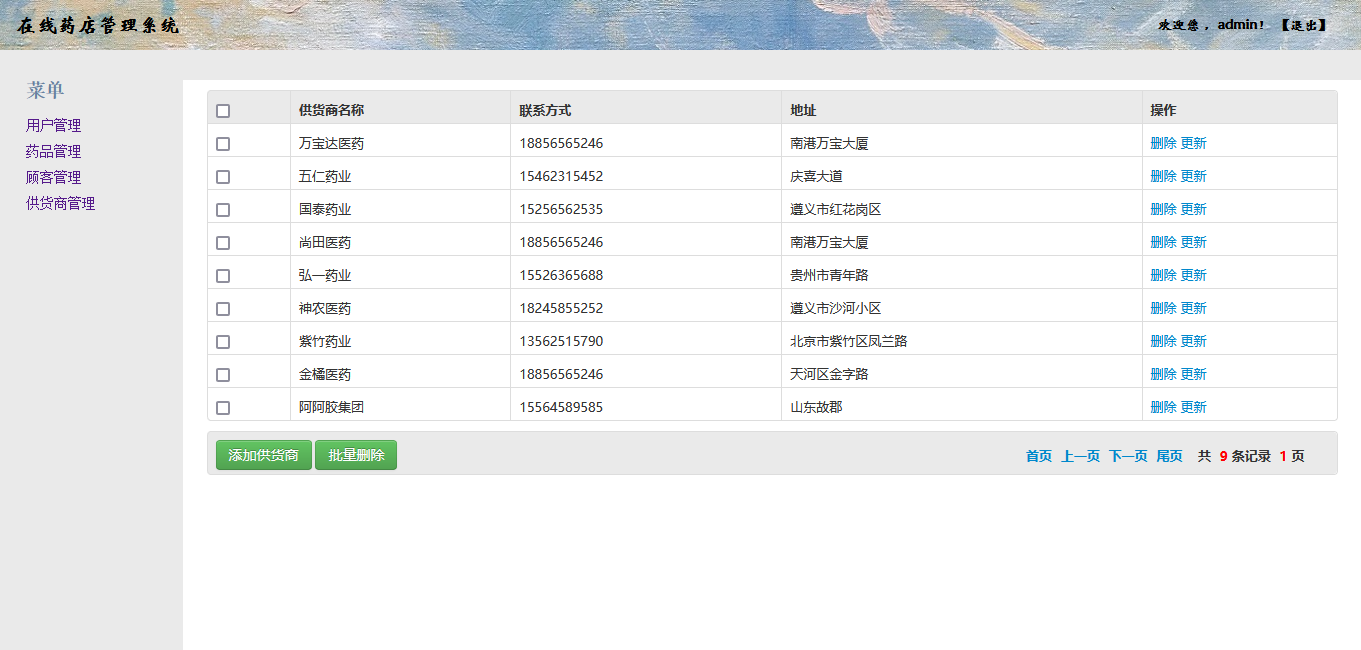 在线药店管理系统
欢迎您，admin! 【退出】
菜单
用户管理
药品管理
顾客管理
供货商管理
供货商名称 联系方式 地址 操作
万宝达医药 18856565246 南港万宝大厦 删除 更新
五仁药业 15462315452 庆喜大道 删除 更新
国泰药业 15256562535 遵义市红花岗区 删除 更新
尚田医药 18856565246 南港万宝大厦 删除 更新
弘一药业 15526365688 贵州市青年路 删除 更新
神农医药 18245855252 遵义市沙河小区 删除 更新
紫竹药业 13562515790 北京市紫竹区凤兰路 删除 更新
金橘医药 18856565246 天河区金字路 删除 更新
阿阿胶集团 15564589585 山东故郡 删除 更新
添加供货商 批量删除 首页 上一页 下一页 尾页 共 9 条记录 1 页